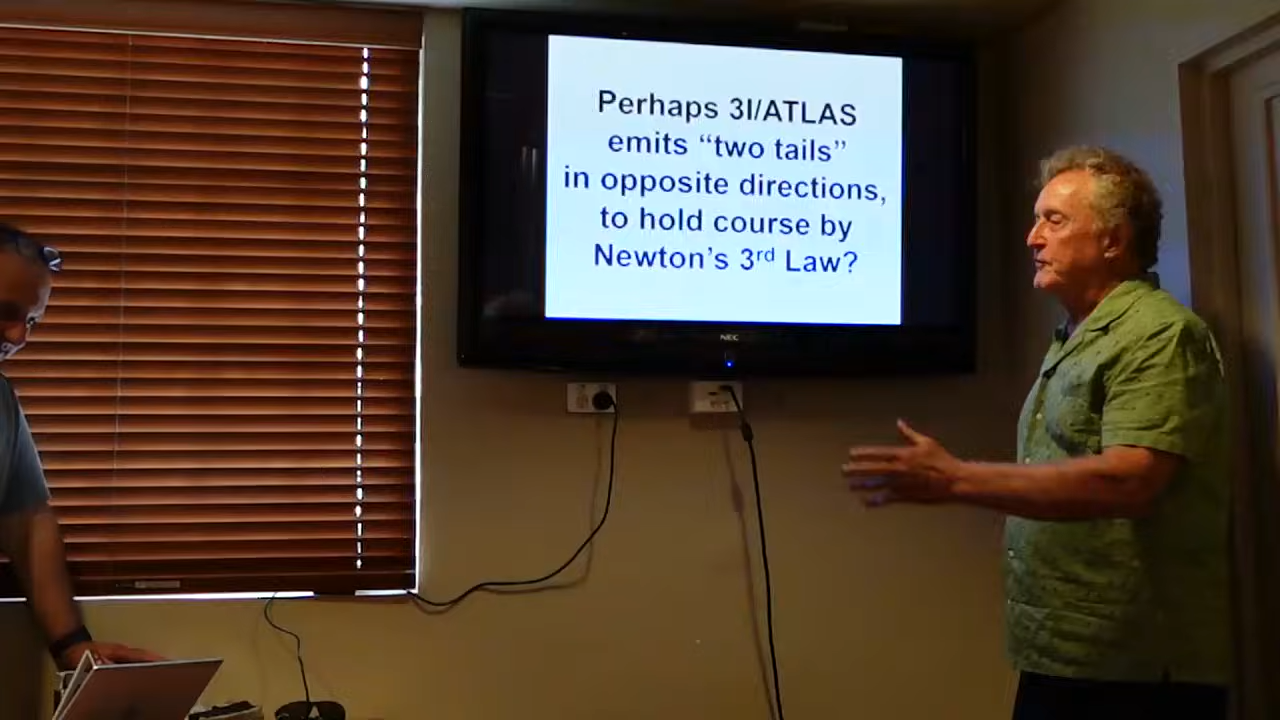 Perhaps 3I/ATLAS
emits “two tails”
in opposite directions,
to hold course by
Newton’s 3rd Law?
NEC